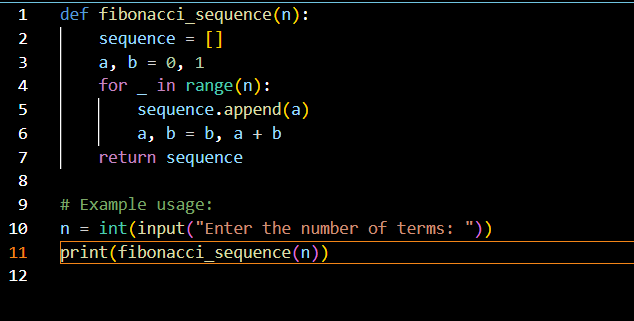 1 def fibonacci_sequence(n):
2     sequence = []
3     a, b = 0, 1
4     for _ in range(n):
5         sequence.append(a)
6         a, b = b, a + b
7     return sequence
8
9 # Example usage:
10 n = int(input("Enter the number of terms: "))
11 print(fibonacci_sequence(n))
12